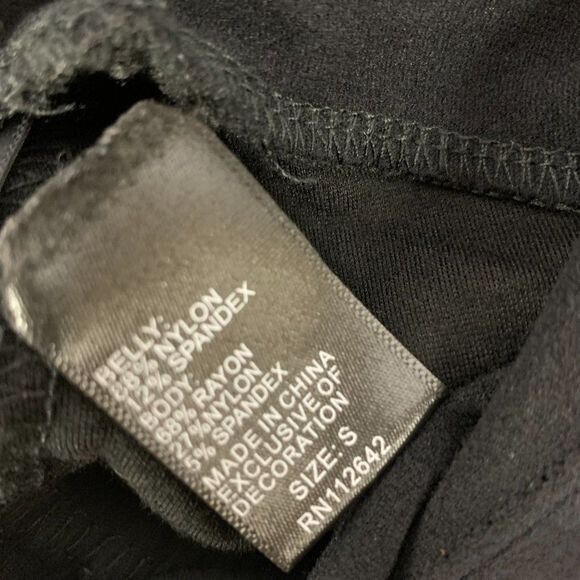 BELLY:
88% NYLON
12% SPANDEX
BODY:
68% RAYON
27%NYLON
5% SPANDEX
MADE IN CHINA
EXCLUSIVE OF
DECORATION
SIZE: S
RN112642